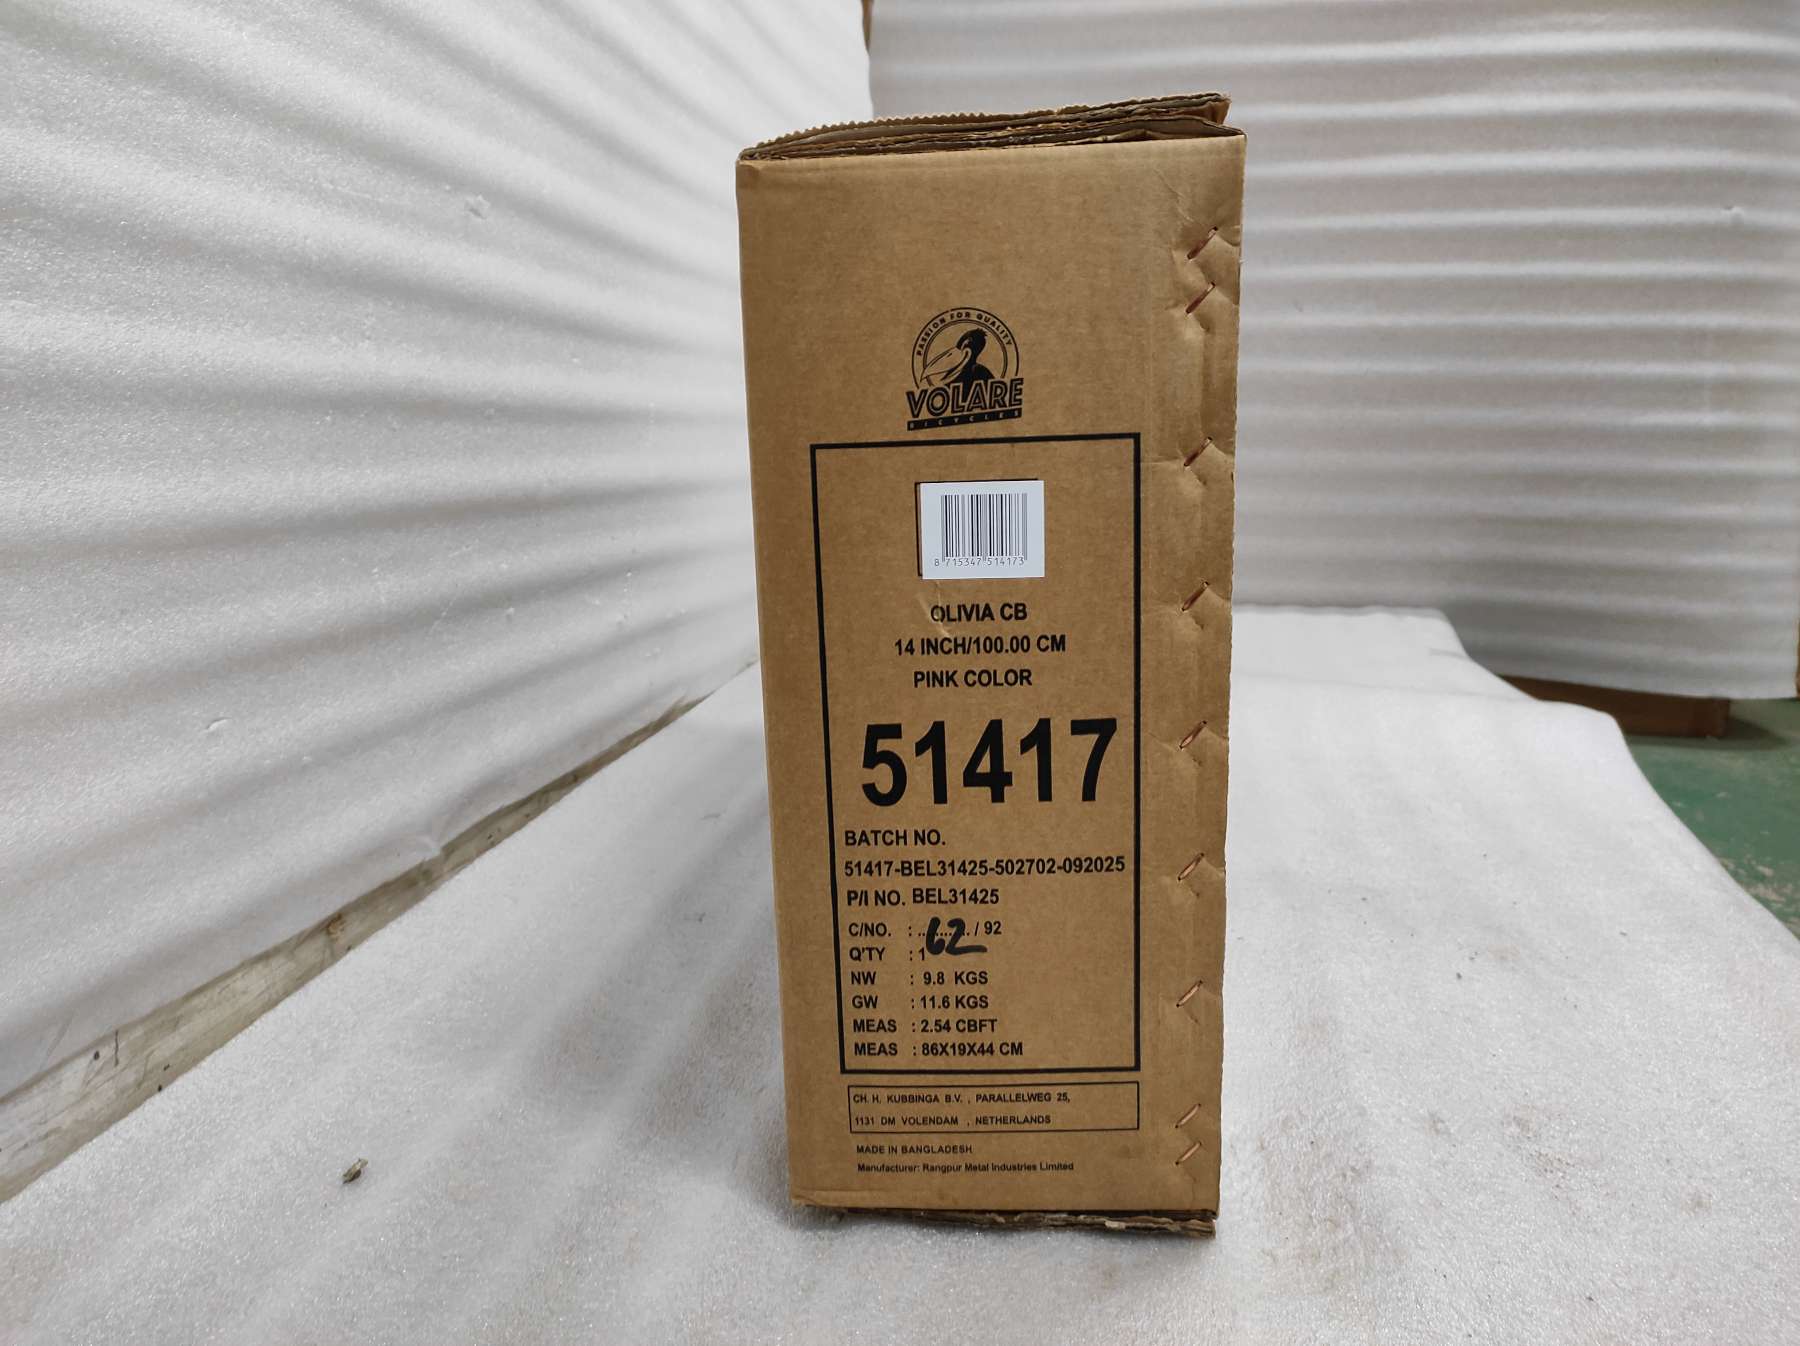 PASSION FOR QUALITY
VOLARE
BICYCLES
8 715347 514173
OLIVIA CB
14 INCH/100.00 CM
PINK COLOR
51417
BATCH NO.
51417-BEL31425-502702-092025
P/I NO. BEL31425
C/NO. : ..62.. / 92
Q'TY : 1
NW : 9.8 KGS
GW : 11.6 KGS
MEAS : 2.54 CBFT
MEAS : 86X19X44 CM
CH. H. KUBBINGA B.V. , PARALLELWEG 25,
1131 DM VOLENDAM , NETHERLANDS
MADE IN BANGLADESH
Manufacturer: Rangpur Metal Industries Limited